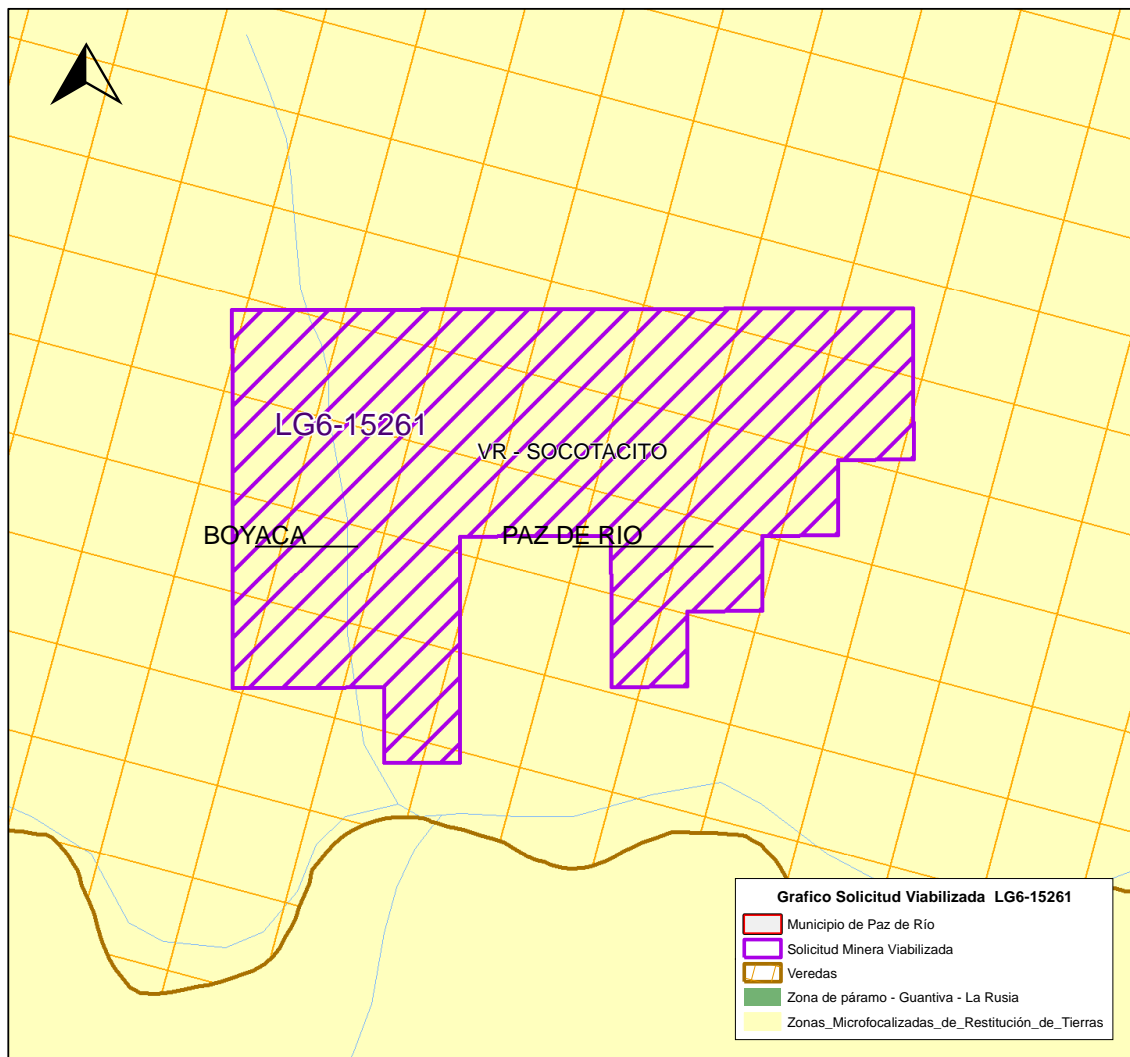 LG6-15261
VR - SOCOTACITO
BOYACA
PAZ DE RIO
Grafico Solicitud Viabilizada LG6-15261
Municipio de Paz de Río
Solicitud Minera Viabilizada
Veredas
Zona de páramo - Guantiva - La Rusia
Zonas_Microfocalizadas_de_Restitución_de_Tierras